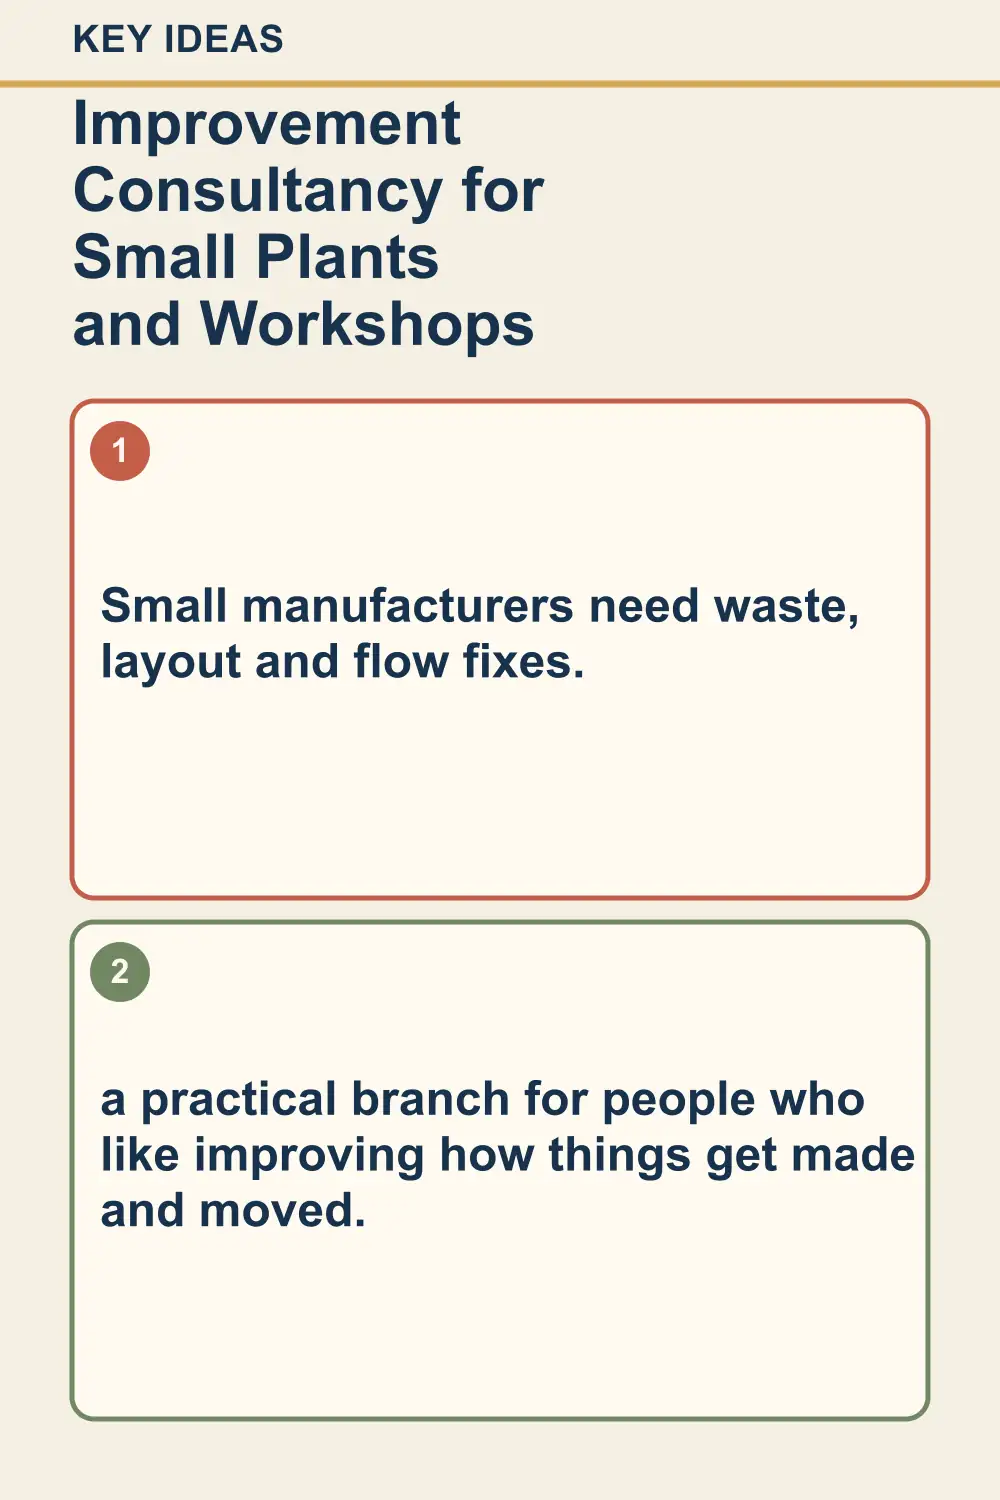 KEY IDEAS
Improvement
Consultancy for
Small Plants
and Workshops
1
Small manufacturers need waste,
layout and flow fixes.
2
a practical branch for people who
like improving how things get made
and moved.